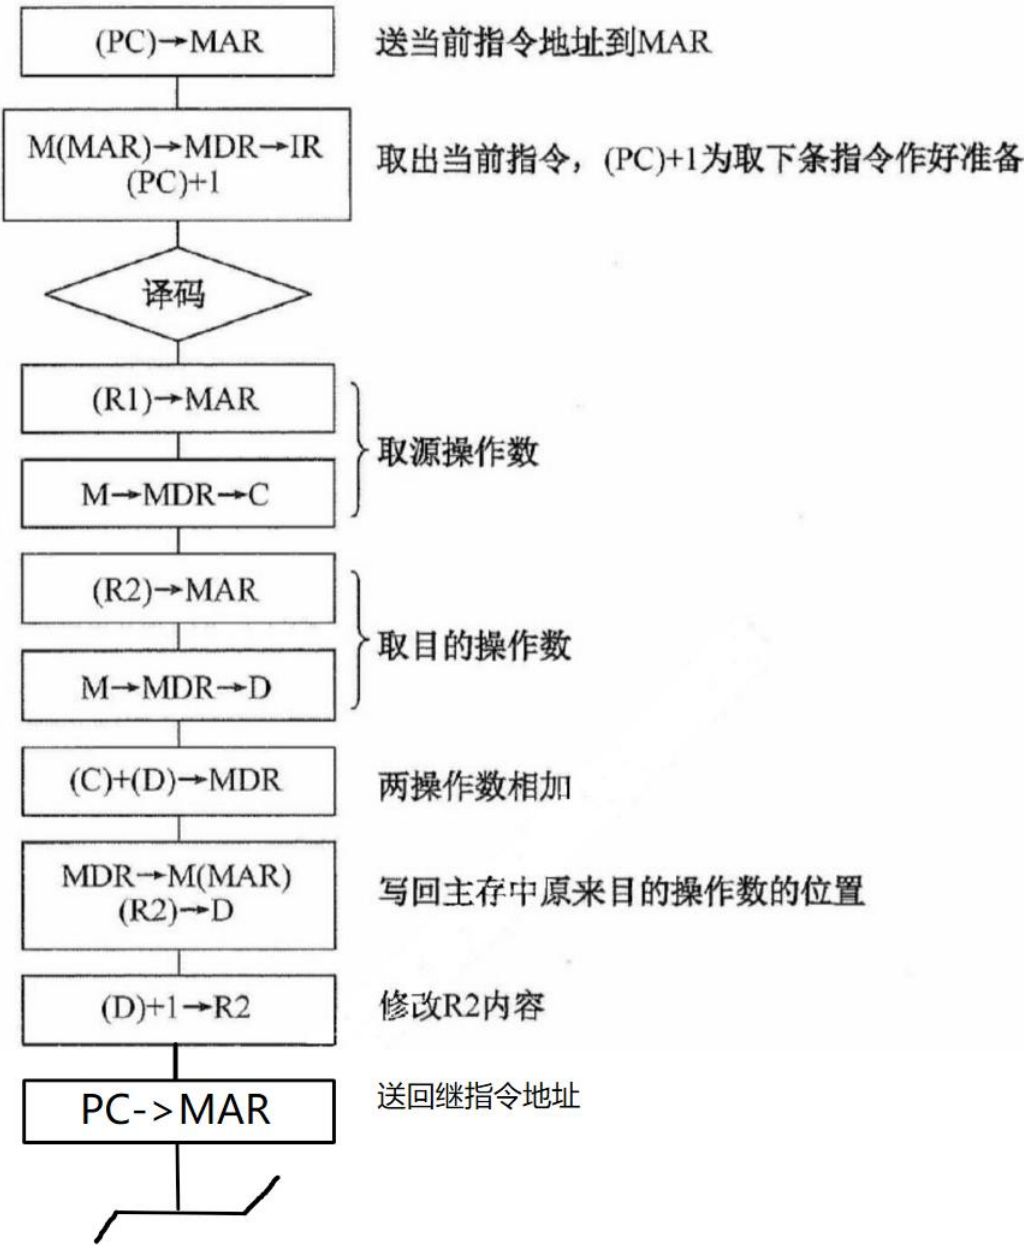 (PC)→MAR
送当前指令地址到MAR
M(MAR)→MDR→IR
(PC)+1
取出当前指令，(PC)+1为取下条指令作好准备
译码
(R1)→MAR
M→MDR→C
取源操作数
(R2)→MAR
M→MDR→D
取目的操作数
(C)+(D)→MDR
两操作数相加
MDR→M(MAR)
(R2)→D
写回主存中原来目的操作数的位置
(D)+1→R2
修改R2内容
PC->MAR
送回继指令地址